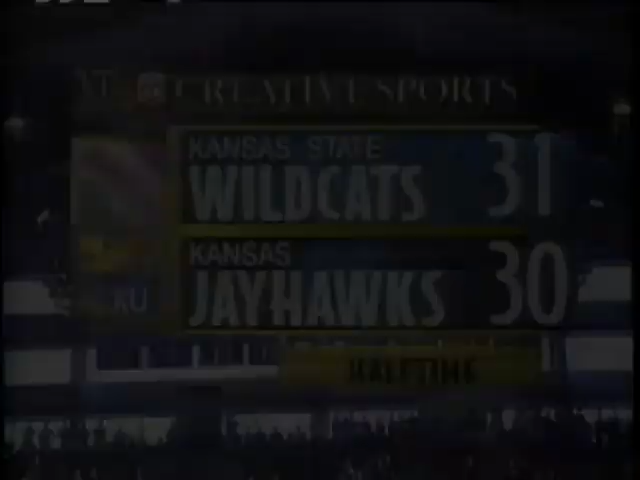 CREATIVE SPORTS
KANSAS STATE
WILDCATS 31
KANSAS
JAYHAWKS 30
KU
HALFTIME